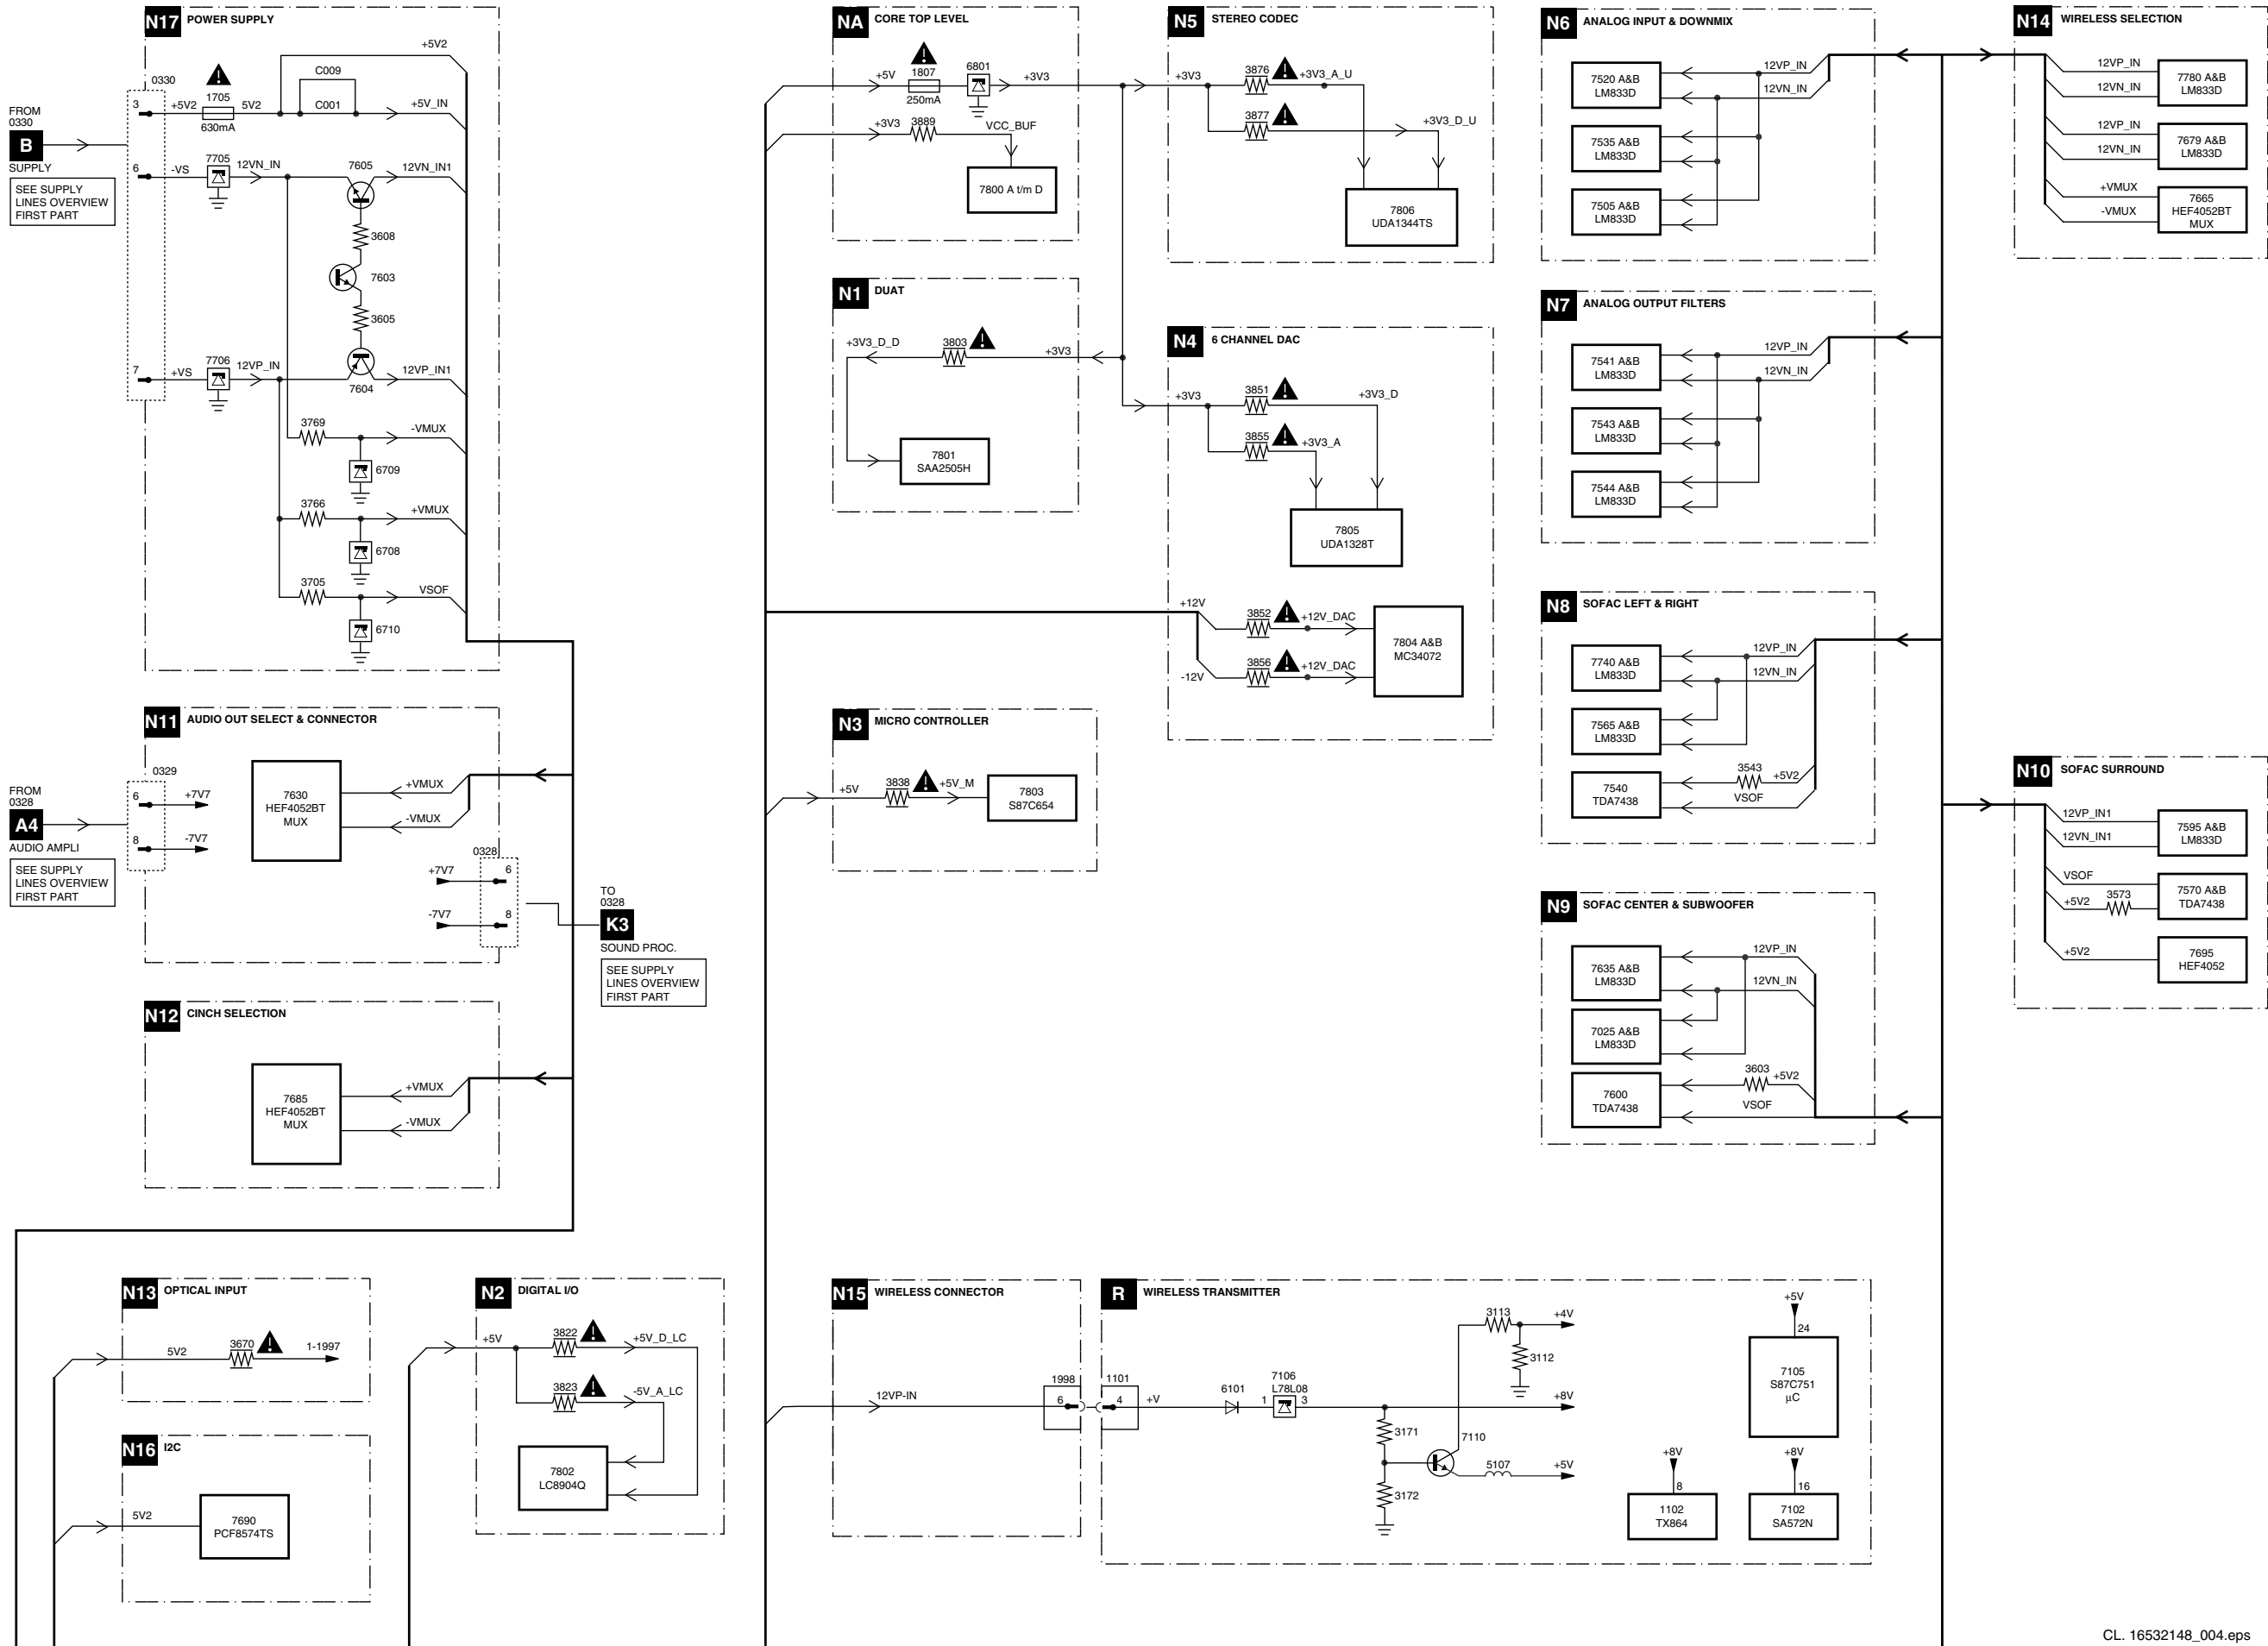 N17 POWER SUPPLY
+5V2
C009
0330
1705
3
+5V2
5V2
C001
+5V_IN
630mA
FROM
0330
B
SUPPLY
SEE SUPPLY
LINES OVERVIEW
FIRST PART
6
-VS
7705
12VN_IN
7605
12VN_IN1
3608
7603
3605
7
+VS
7706
12VP_IN
7604
12VP_IN1
3769
-VMUX
6709
3766
+VMUX
6708
3705
VSOF
6710
N11 AUDIO OUT SELECT & CONNECTOR
FROM
0328
A4
AUDIO AMPLI
SEE SUPPLY
LINES OVERVIEW
FIRST PART
0329
6
+7V7
8
-7V7
7630
HEF4052BT
MUX
+VMUX
-VMUX
0328
+7V7
6
-7V7
8
TO
0328
K3
SOUND PROC.
SEE SUPPLY
LINES OVERVIEW
FIRST PART
N12 CINCH SELECTION
7685
HEF4052BT
MUX
+VMUX
-VMUX
N13 OPTICAL INPUT
5V2
3670
1-1997
N16 I2C
5V2
7690
PCF8574TS
N2 DIGITAL I/O
+5V
3822
+5V_D_LC
3823
-5V_A_LC
7802
LC8904Q
NA CORE TOP LEVEL
+5V
1807
250mA
6801
+3V3
+3V3
3889
VCC_BUF
7800 A t/m D
N5 STEREO CODEC
+3V3
3876
+3V3_A_U
3877
+3V3_D_U
7806
UDA1344TS
N1 DUAT
+3V3_D_D
3803
+3V3
7801
SAA2505H
N4 6 CHANNEL DAC
+3V3
3851
+3V3_D
3855
+3V3_A
7805
UDA1328T
+12V
3852
+12V_DAC
-12V
3856
+12V_DAC
7804 A&B
MC34072
N3 MICRO CONTROLLER
+5V
3838
+5V_M
7803
S87C654
N6 ANALOG INPUT & DOWNMIX
7520 A&B
LM833D
12VP_IN
12VN_IN
7535 A&B
LM833D
7505 A&B
LM833D
N7 ANALOG OUTPUT FILTERS
7541 A&B
LM833D
12VP_IN
12VN_IN
7543 A&B
LM833D
7544 A&B
LM833D
N8 SOFAC LEFT & RIGHT
7740 A&B
LM833D
12VP_IN
12VN_IN
7565 A&B
LM833D
7540
TDA7438
3543
+5V2
VSOF
N9 SOFAC CENTER & SUBWOOFER
7635 A&B
LM833D
12VP_IN
12VN_IN
7025 A&B
LM833D
7600
TDA7438
3603
+5V2
VSOF
N14 WIRELESS SELECTION
12VP_IN
12VN_IN
7780 A&B
LM833D
12VP_IN
12VN_IN
7679 A&B
LM833D
+VMUX
-VMUX
7665
HEF4052BT
MUX
N10 SOFAC SURROUND
12VP_IN1
12VN_IN1
7595 A&B
LM833D
VSOF
+5V2
3573
7570 A&B
TDA7438
+5V2
7695
HEF4052
N15 WIRELESS CONNECTOR
12VP-IN
1998
6
R WIRELESS TRANSMITTER
1101
4
+V
6101
7106
L78L08
1
3
3113
+4V
3112
+8V
3171
7110
3172
5107
+5V
+5V
24
7105
S87C751
µC
+8V
8
1102
TX864
+8V
16
7102
SA572N
CL. 16532148_004.eps